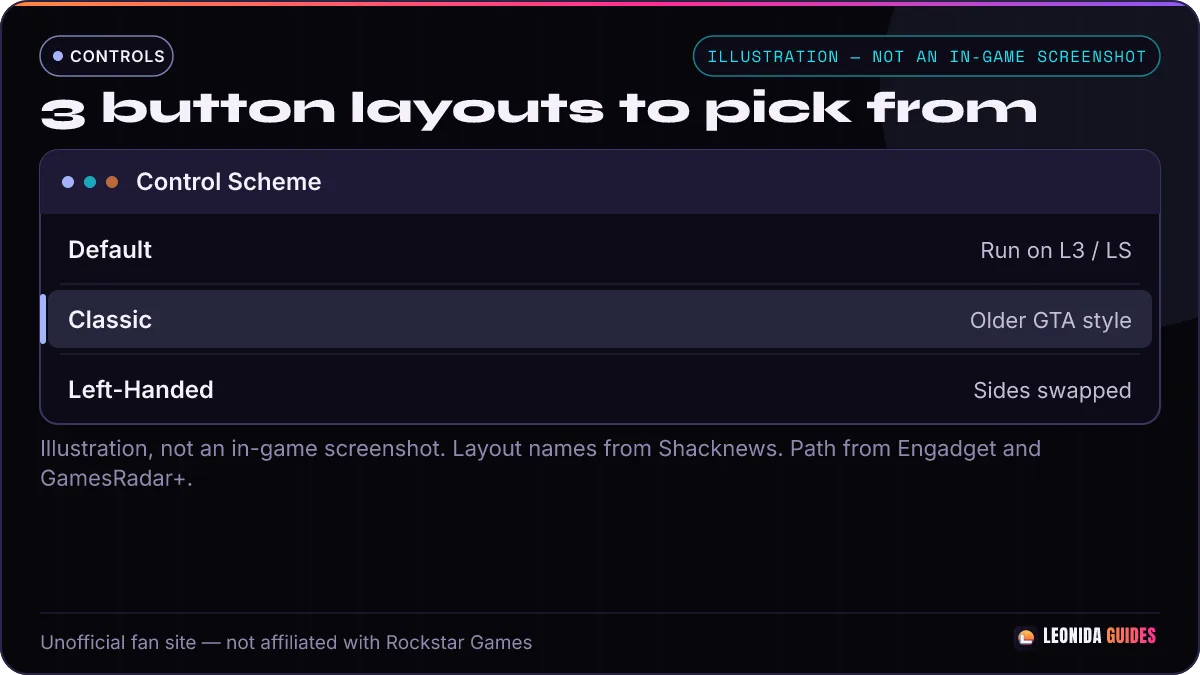 CONTROLS
ILLUSTRATION — NOT AN IN-GAME SCREENSHOT
3 button layouts to pick from
Control Scheme
Default
Run on L3 / LS
Classic
Older GTA style
Left-Handed
Sides swapped
Illustration, not an in-game screenshot. Layout names from Shacknews. Path from Engadget and
GamesRadar+.
Unofficial fan site — not affiliated with Rockstar Games
LEONIDA GUIDES